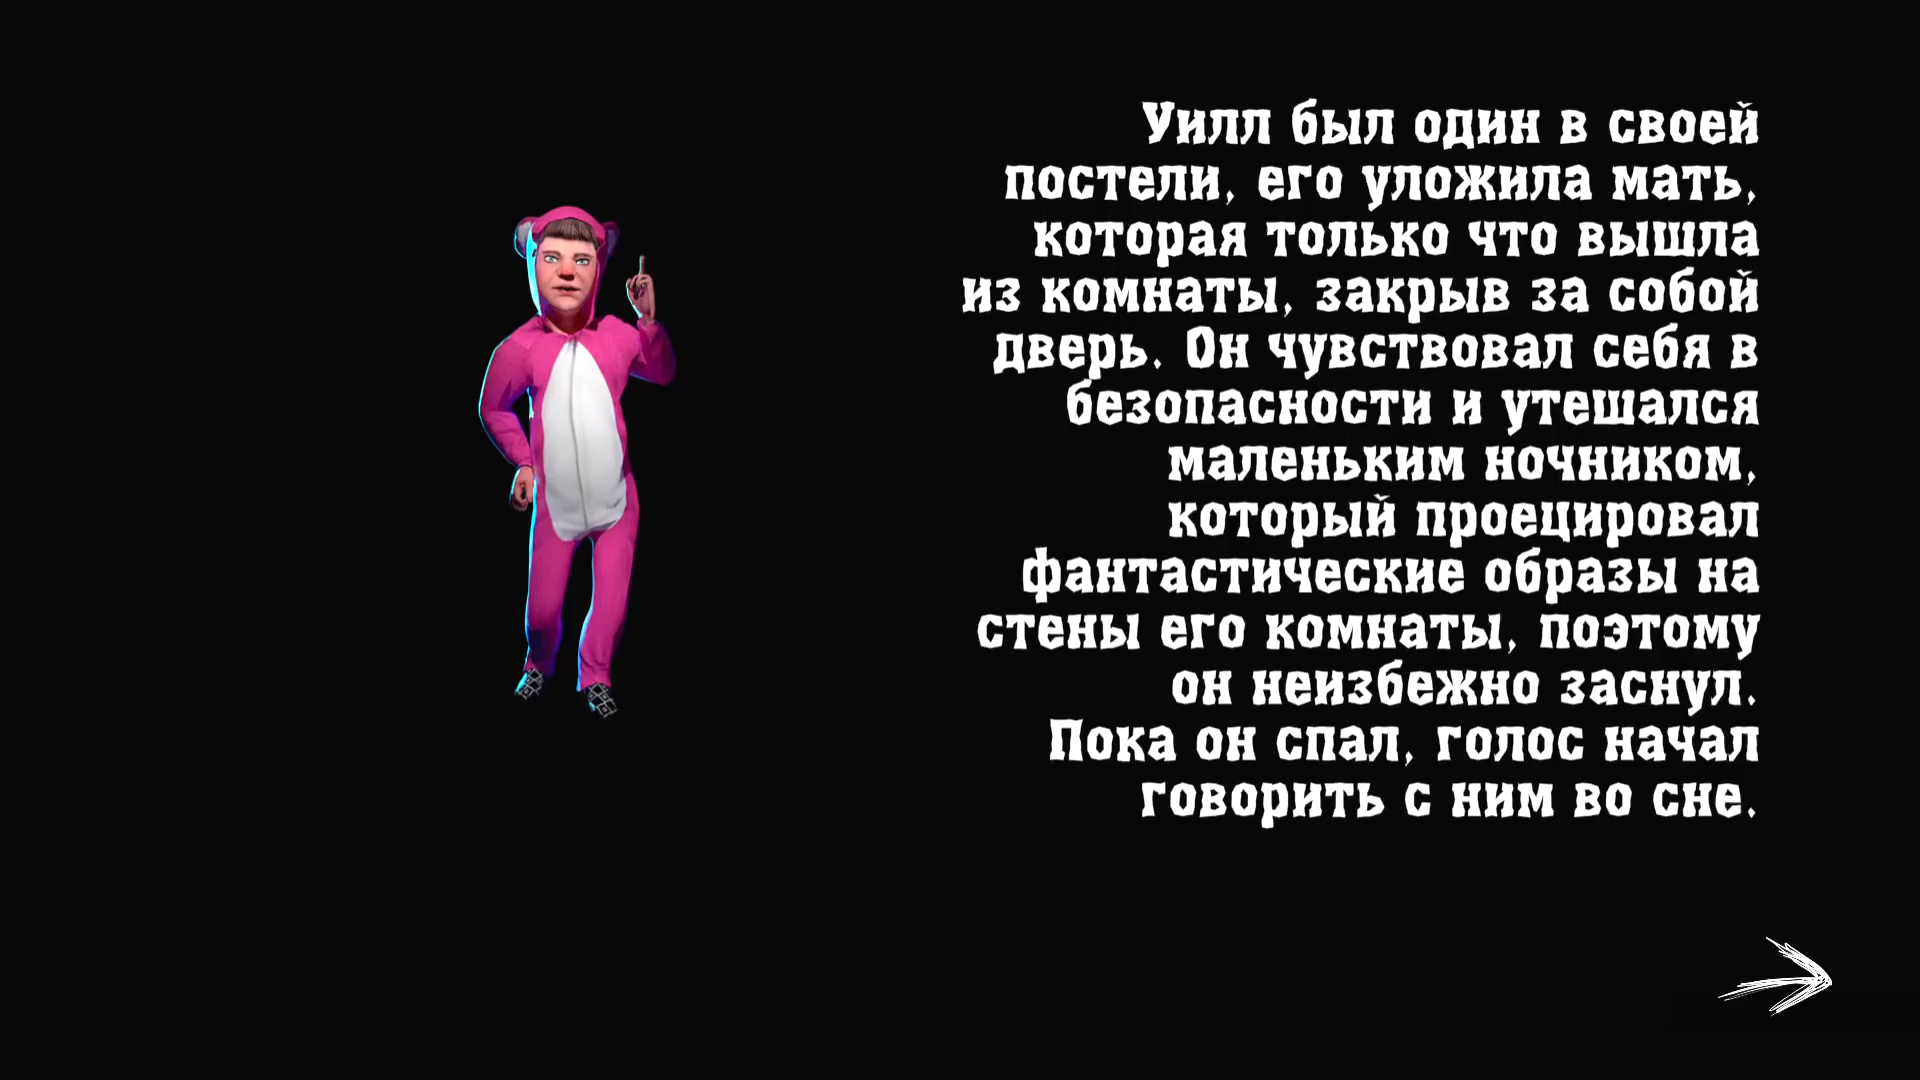 Уилл был один в своей
постели, его уложила мать,
которая только что вышла
из комнаты, закрыв за собой
дверь. Он чувствовал себя в
безопасности и утешался
маленьким ночником,
который проецировал
фантастические образы на
стены его комнаты, поэтому
он неизбежно заснул.
Пока он спал, голос начал
говорить с ним во сне.